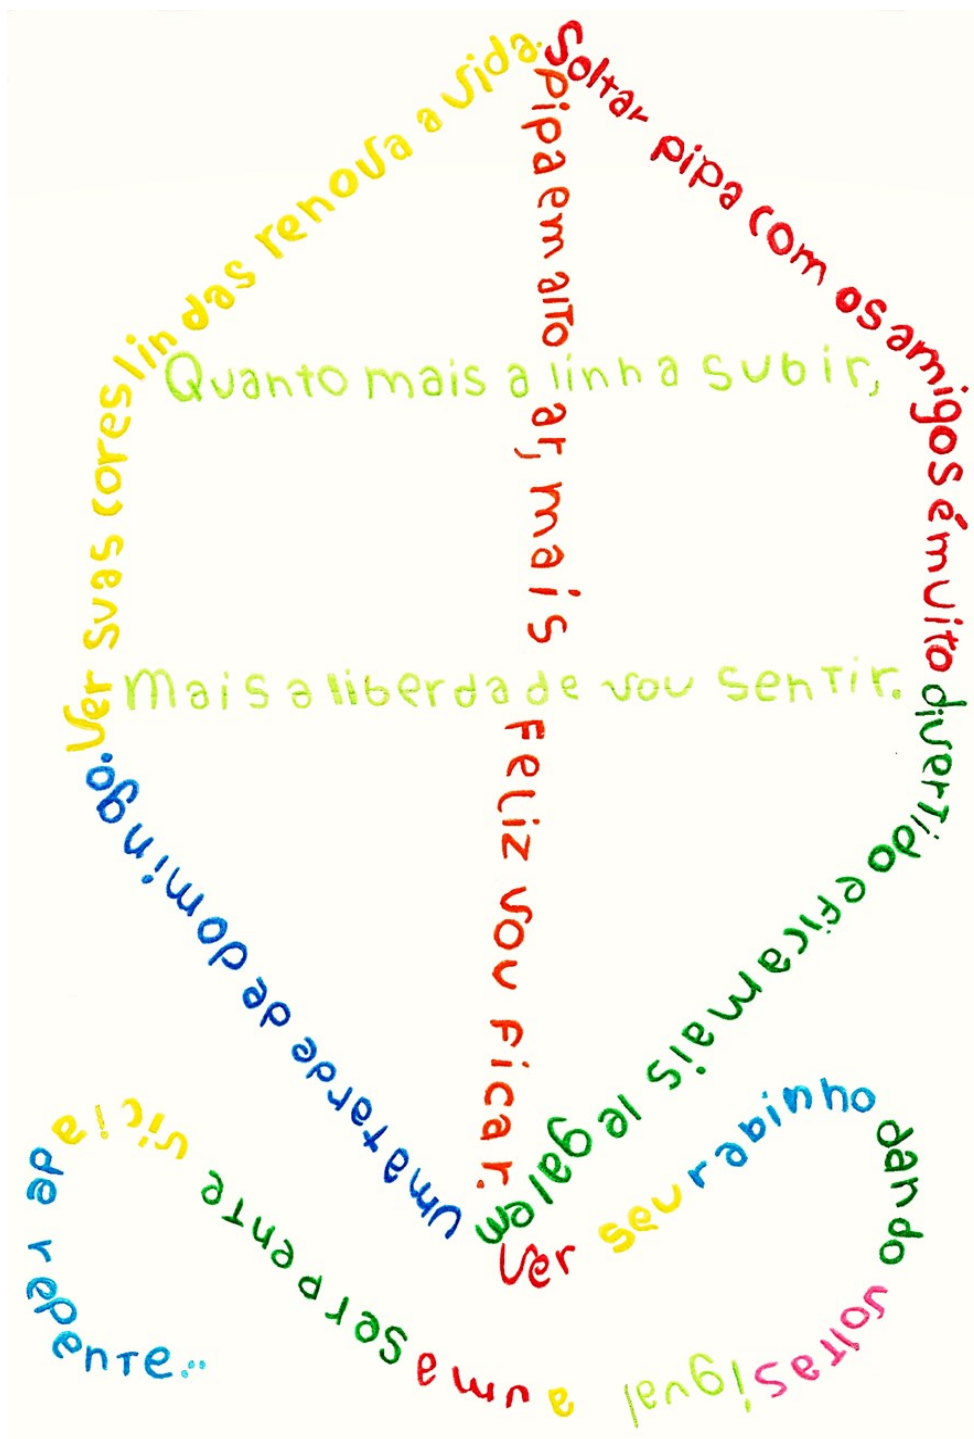 Soltar pipa com os amigos é muito divertido e fica mais legal em uma tarde de domingo. Ver suas cores lindas renova a vida.
pipa em alto ar, mais feliz vou ficar.
Quanto mais a linha subir,
mais a liberdade vou sentir.
Ver seu rabinho dando voltas igual a uma serpente vicia de repente...